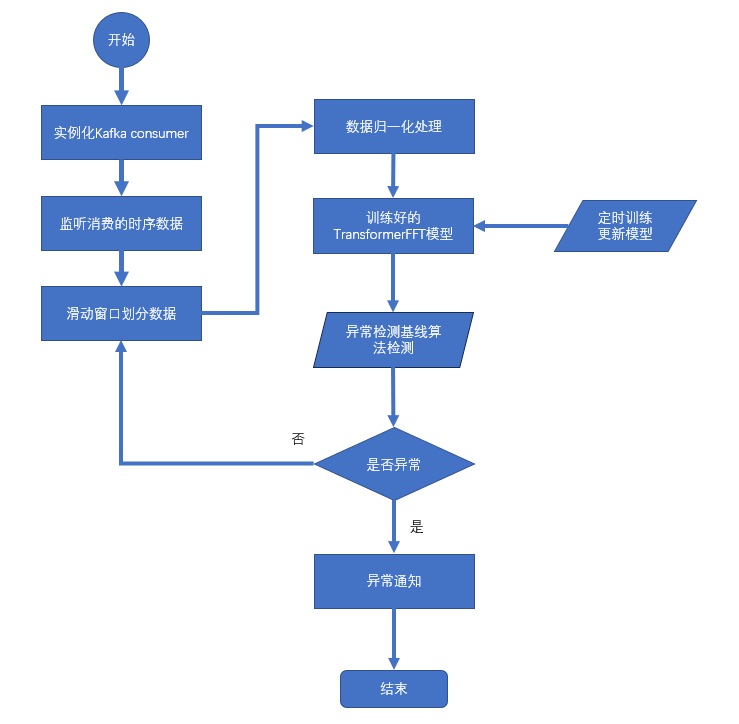 开始
实例化Kafka consumer
监听消费的时序数据
滑动窗口划分数据
数据归一化处理
训练好的
TransformerFFT模型
定时训练
更新模型
异常检测基线算
法检测
是否异常
否
是
异常通知
结束